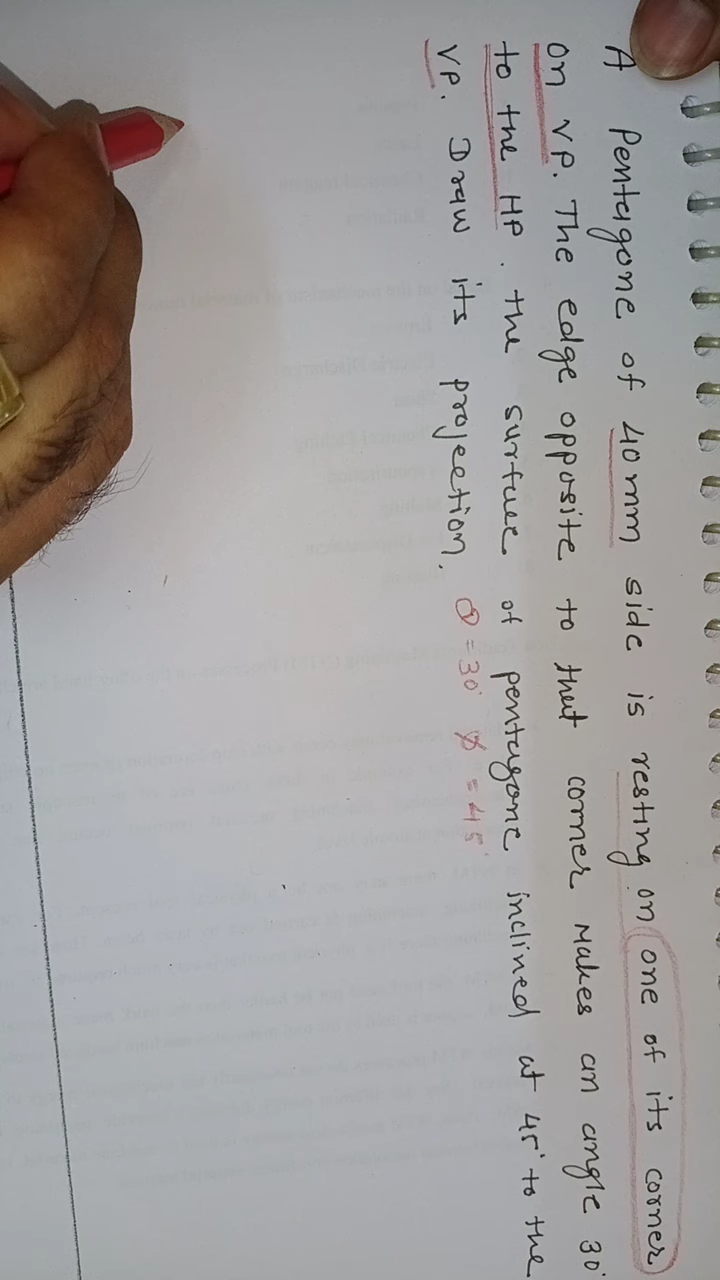 A Pentagone of 40mm side is resting on one of its corner
on VP. The edge opposite to that corner makes an angle 30°
to the HP. the surface of pentagone inclined at 45° to the
VP. Draw its projection. θ = 30° ϕ = 45°